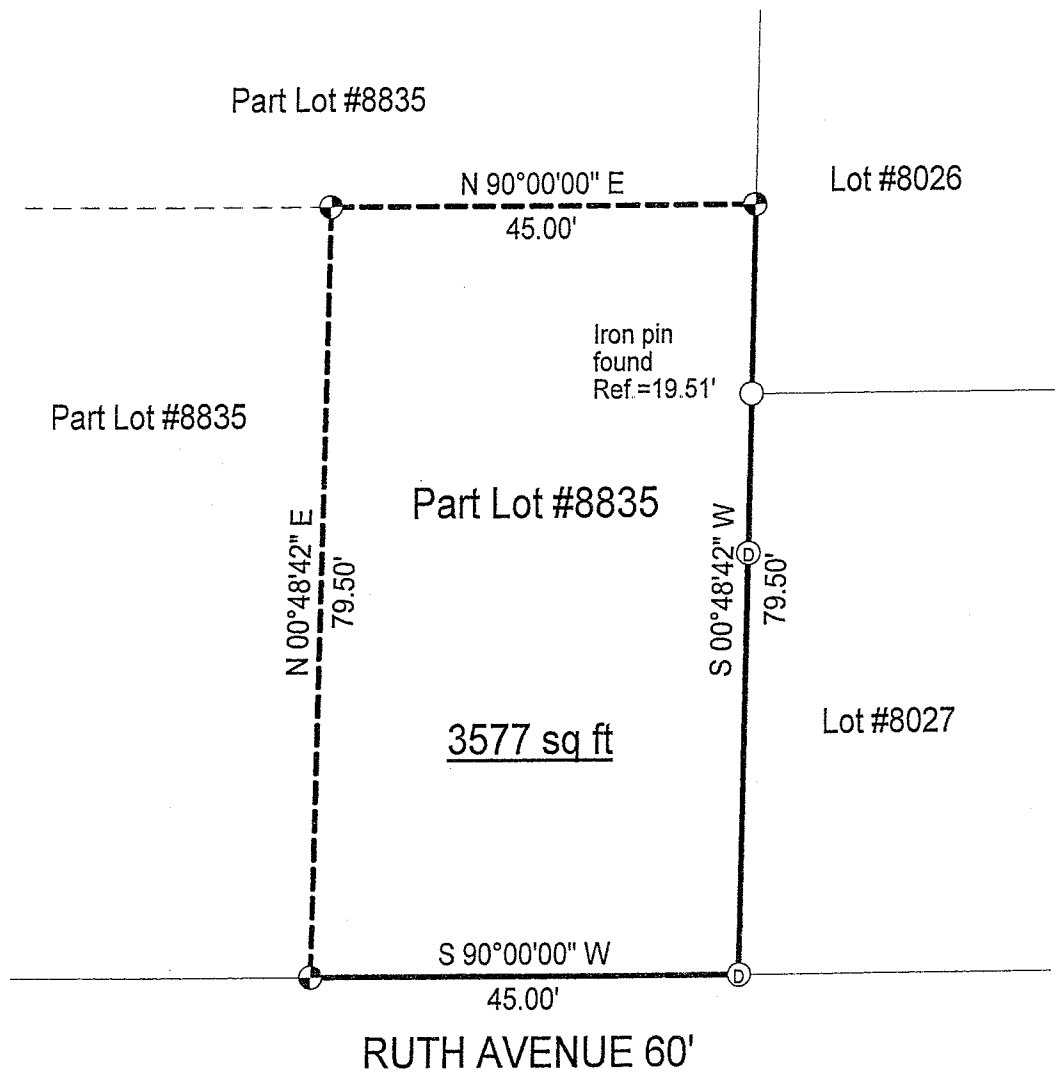 Part Lot #8835
Lot #8026
N 90°00'00" E
45.00'
Iron pin
found
Ref.=19.51'
Part Lot #8835
Part Lot #8835
N 00°48'42" E
79.50'
S 00°48'42" W
79.50'
D
Lot #8027
3577 sq ft
S 90°00'00" W
45.00'
D
RUTH AVENUE 60'